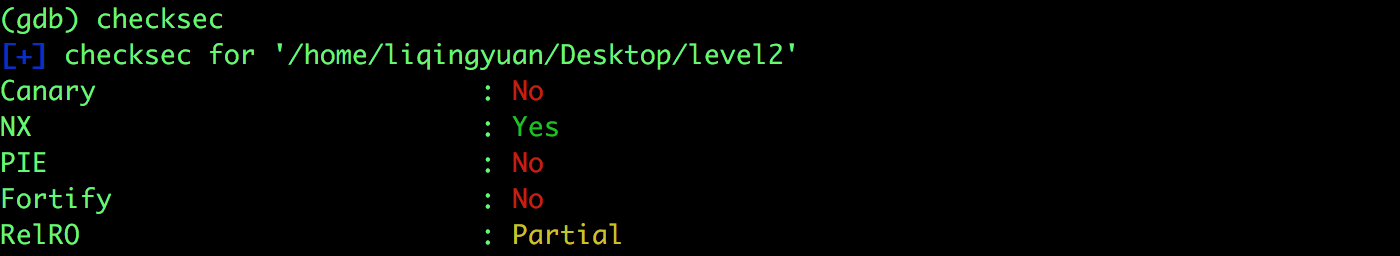 (gdb) checksec
[+] checksec for '/home/liqingyuan/Desktop/level2'
Canary : No
NX : Yes
PIE : No
Fortify : No
RelRO : Partial